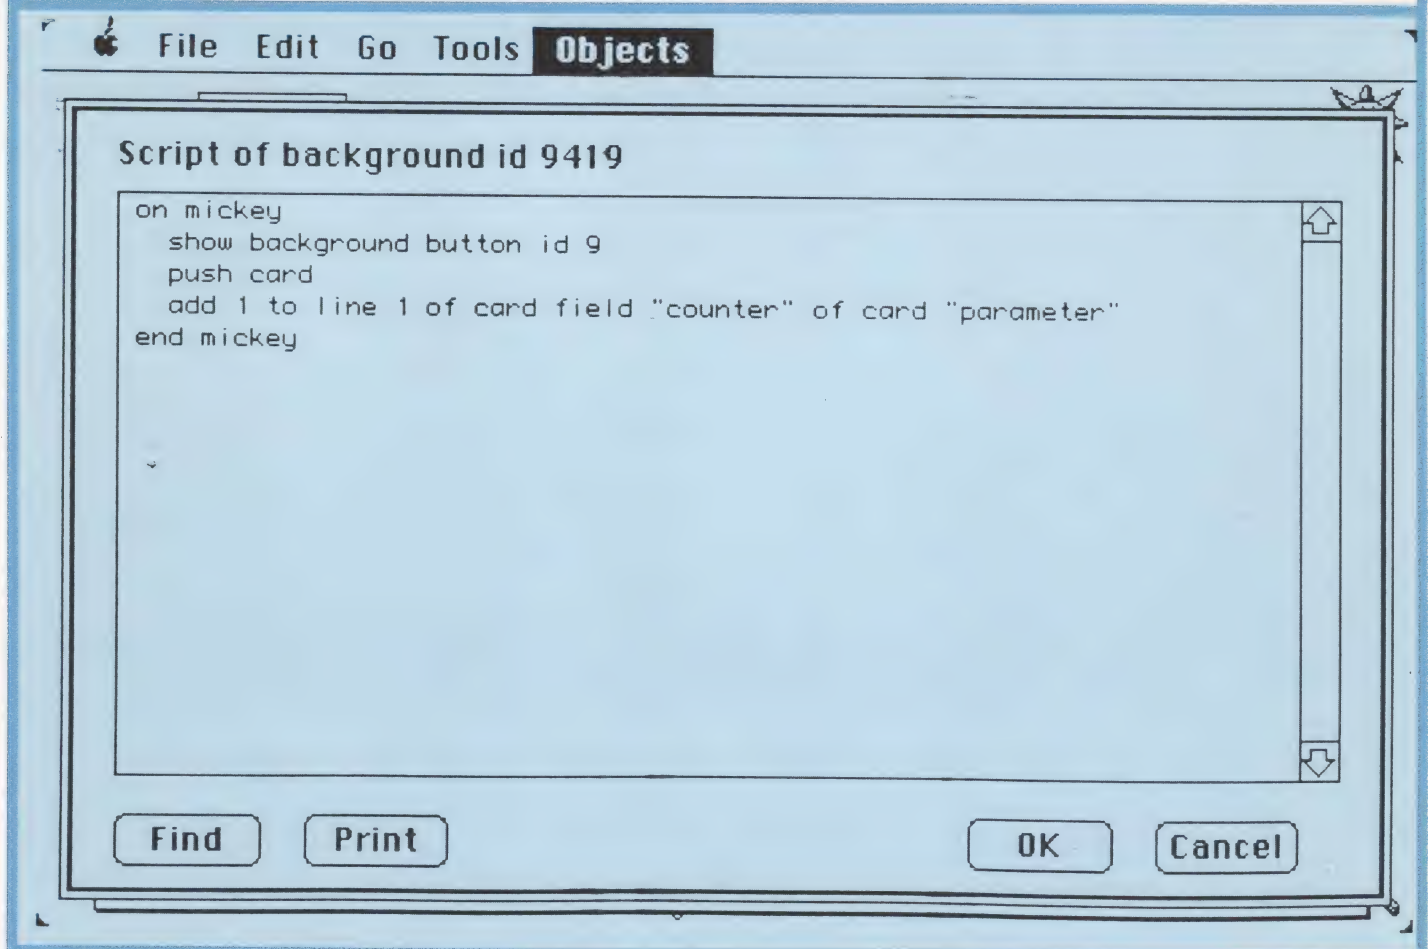 File Edit Go Tools Objects
Script of background id 9419
on mickey
  show background button id 9
  push card
  add 1 to line 1 of card field "counter" of card "parameter"
end mickey
Find Print OK Cancel